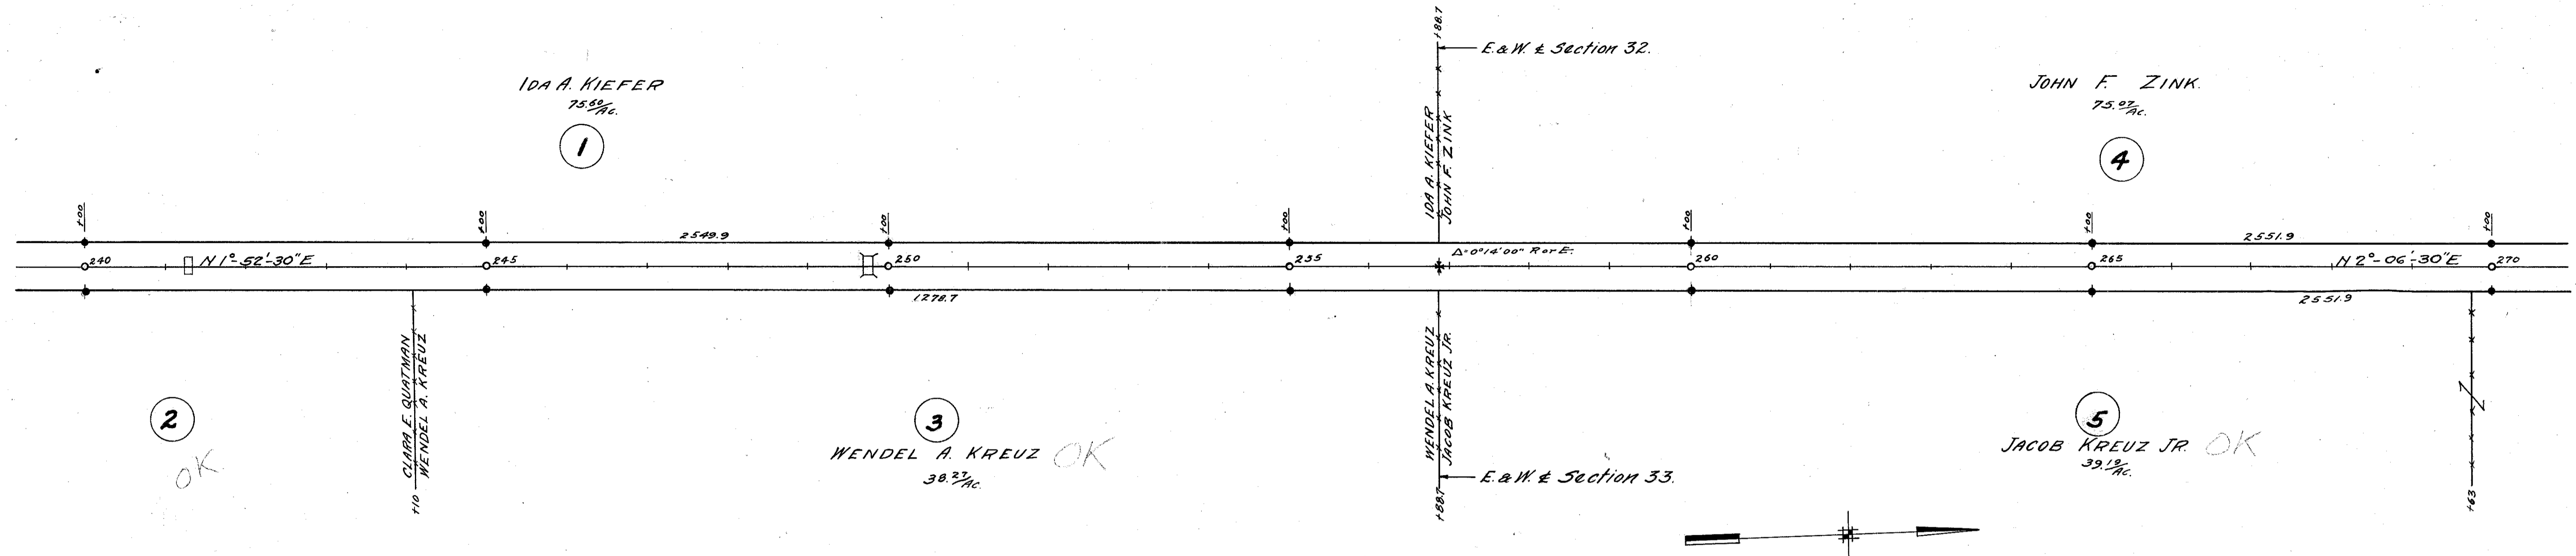 +88.7
E. & W. ℄ Section 32.
IDA A. KIEFER
75.60/Ac.
1
JOHN F. ZINK.
75.07/Ac.
4
IDA A. KIEFER
JOHN F. ZINK
+00
+00
+00
+00
+00
+00
+00
2549.9
Δ=0°14'00" R or E.
2551.9
240
N 1°-52'-30" E
245
250
255
260
265
N 2°-06'-30" E
270
1278.7
2551.9
CLARA E. QUATMAN
WENDEL A. KREUZ
+10
WENDEL A. KREUZ
JACOB KREUZ JR.
+88.7
2
OK
3
WENDEL A. KREUZ OK
38.27/Ac.
E. & W. ℄ Section 33.
5
JACOB KREUZ JR. OK
39.19/Ac.
Z
+63